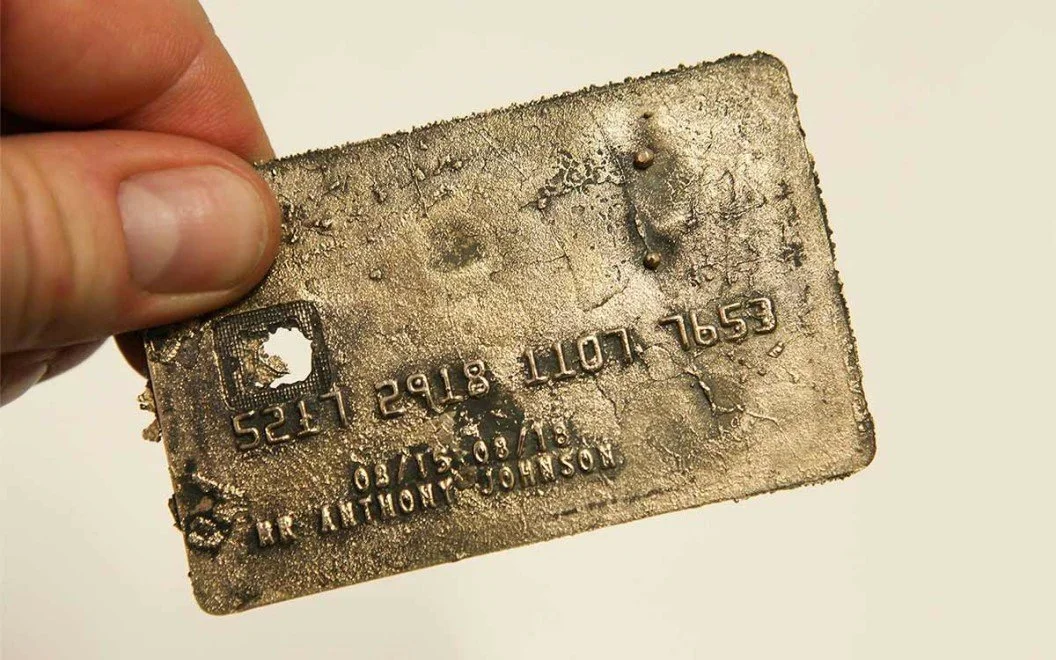 5217 2918 1107 7653
08/15-08/18
MR ANTHONY JOHNSON